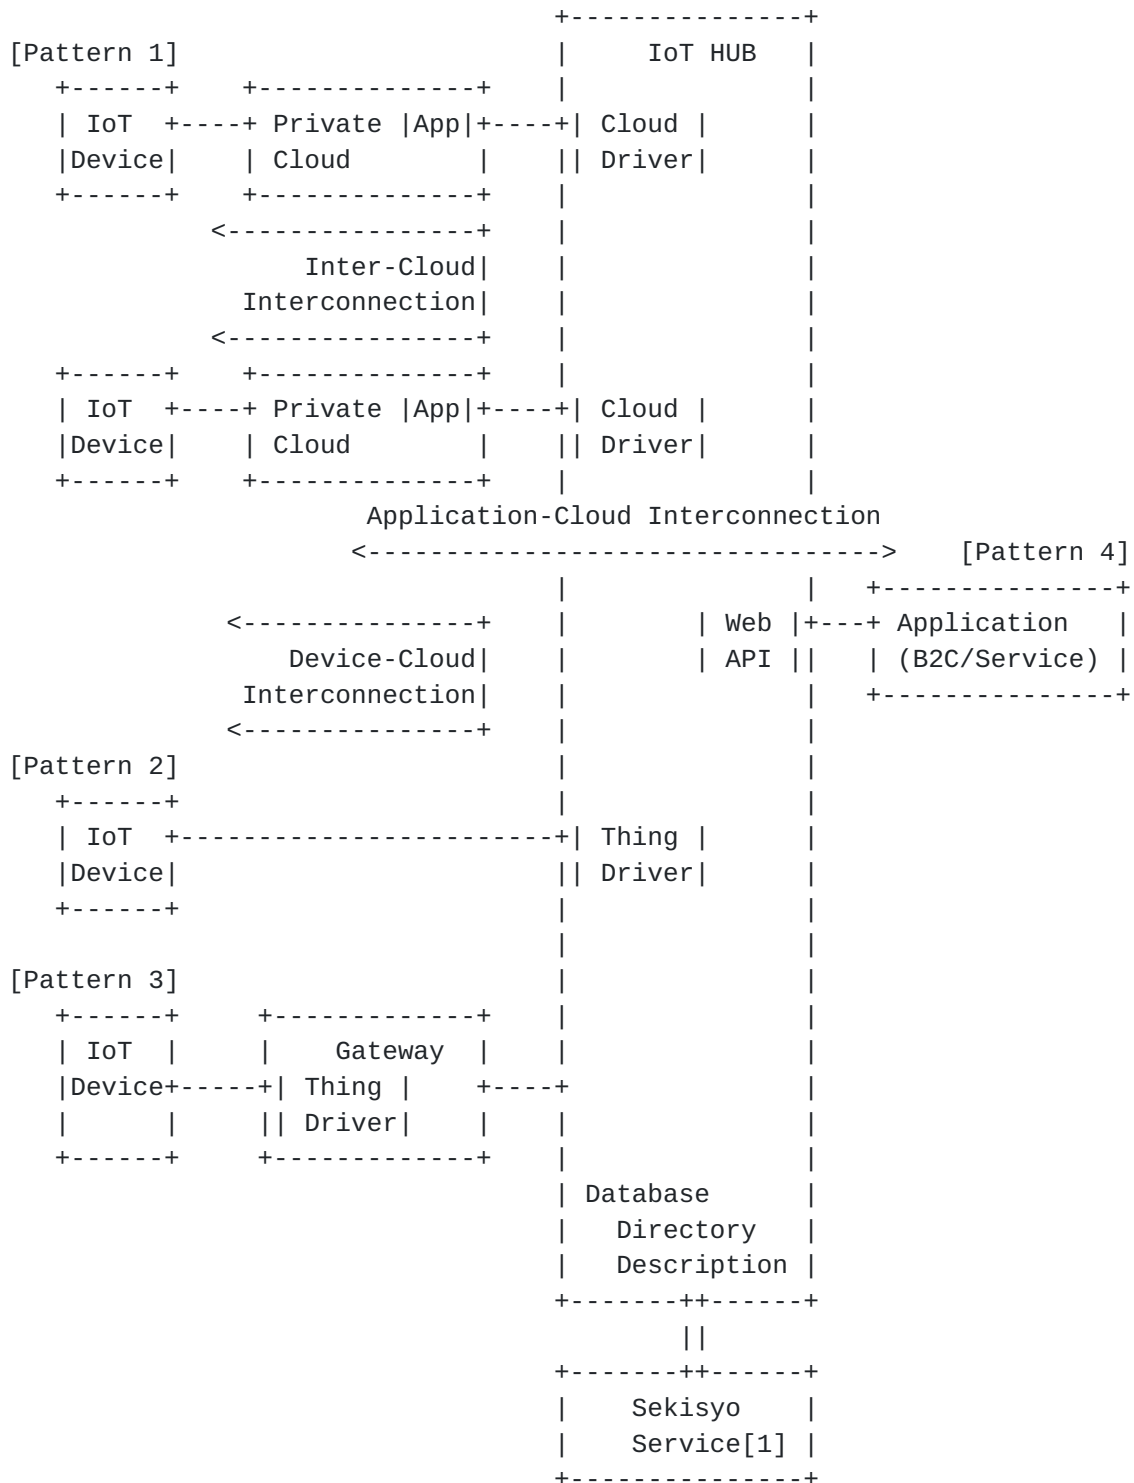 +---------------+
[Pattern 1]                        |     IoT HUB   |
   +------+    +--------------+    |               |
   | IoT  +----+ Private |App|+----+| Cloud |      |
   |Device|    | Cloud        |    || Driver|      |
   +------+    +--------------+    |               |
             <----------------+    |               |
                   Inter-Cloud|    |               |
               Interconnection|    |               |
             <----------------+    |               |
   +------+    +--------------+    |               |
   | IoT  +----+ Private |App|+----+| Cloud |      |
   |Device|    | Cloud        |    || Driver|      |
   +------+    +--------------+    |               |
                       Application-Cloud Interconnection
                      <--------------------------------->    [Pattern 4]
                                   |               |   +---------------+
              <---------------+    |        | Web |+---+ Application   |
                  Device-Cloud|    |        | API ||   | (B2C/Service) |
               Interconnection|    |               |   +---------------+
              <---------------+    |               |
[Pattern 2]                        |               |
   +------+                        |               |
   | IoT  +------------------------+| Thing |      |
   |Device|                        || Driver|      |
   +------+                        |               |
                                   |               |
[Pattern 3]                        |               |
   +------+     +-------------+    |               |
   | IoT  |     |    Gateway  |    |               |
   |Device+-----+| Thing |    +----+               |
   |      |     || Driver|    |    |               |
   +------+     +-------------+    |               |
                                   | Database      |
                                   |   Directory   |
                                   |   Description |
                                   +-------++------+
                                           ||
                                   +-------++------+
                                   |    Sekisyo    |
                                   |    Service[1] |
                                   +---------------+